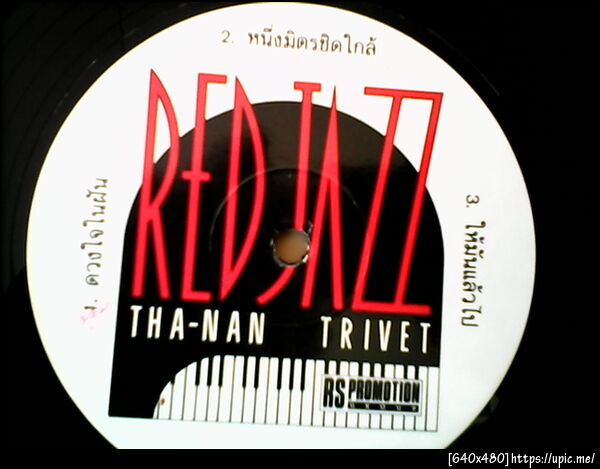 2. หนึ่งมิตรชิดใกล้
RED JAZZ
1. ดวงใจในฝัน
3. ให้มันแล้วไป
THA-NAN TRIVET
RS PROMOTION
[640x480]https://upic.me/